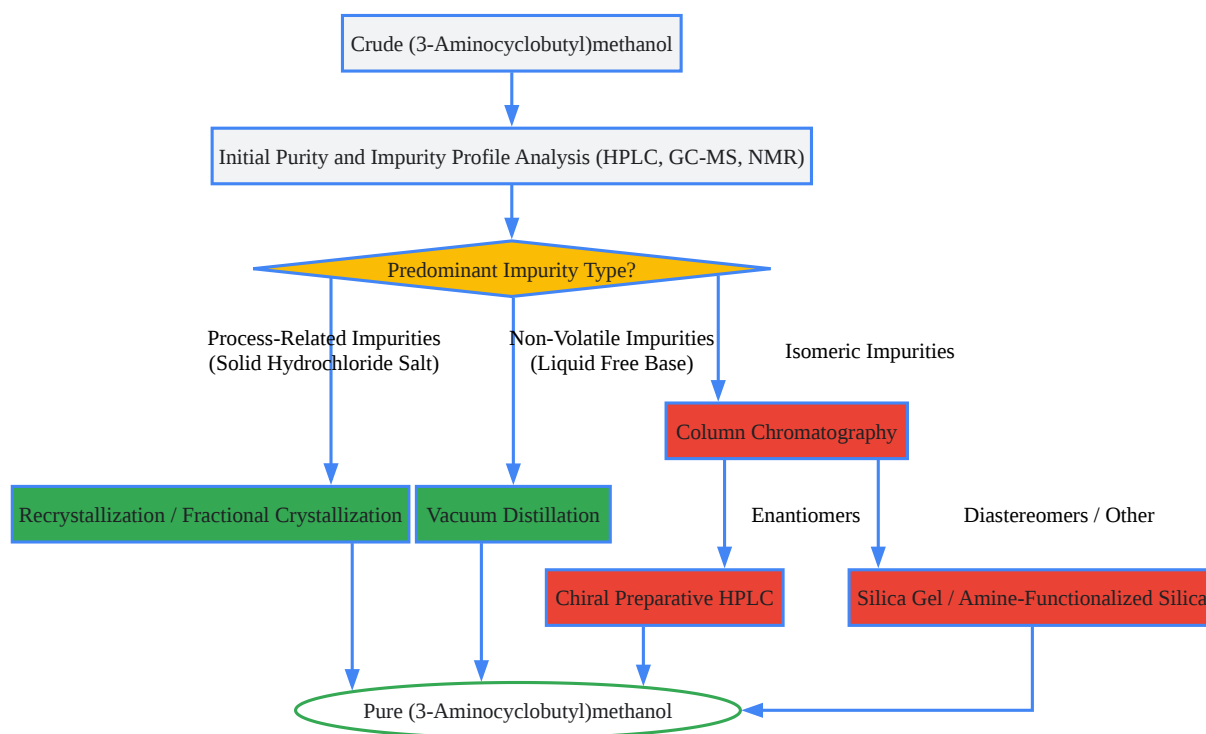 Crude (3-Aminocyclobutyl)methanol
Initial Purity and Impurity Profile Analysis (HPLC, GC-MS, NMR)
Predominant Impurity Type?
Process-Related Impurities
(Solid Hydrochloride Salt)
Non-Volatile Impurities
(Liquid Free Base)
Isomeric Impurities
Column Chromatography
Recrystallization / Fractional Crystallization
Vacuum Distillation
Enantiomers
Diastereomers / Other
Chiral Preparative HPLC
Silica Gel / Amine-Functionalized Silica
Pure (3-Aminocyclobutyl)methanol